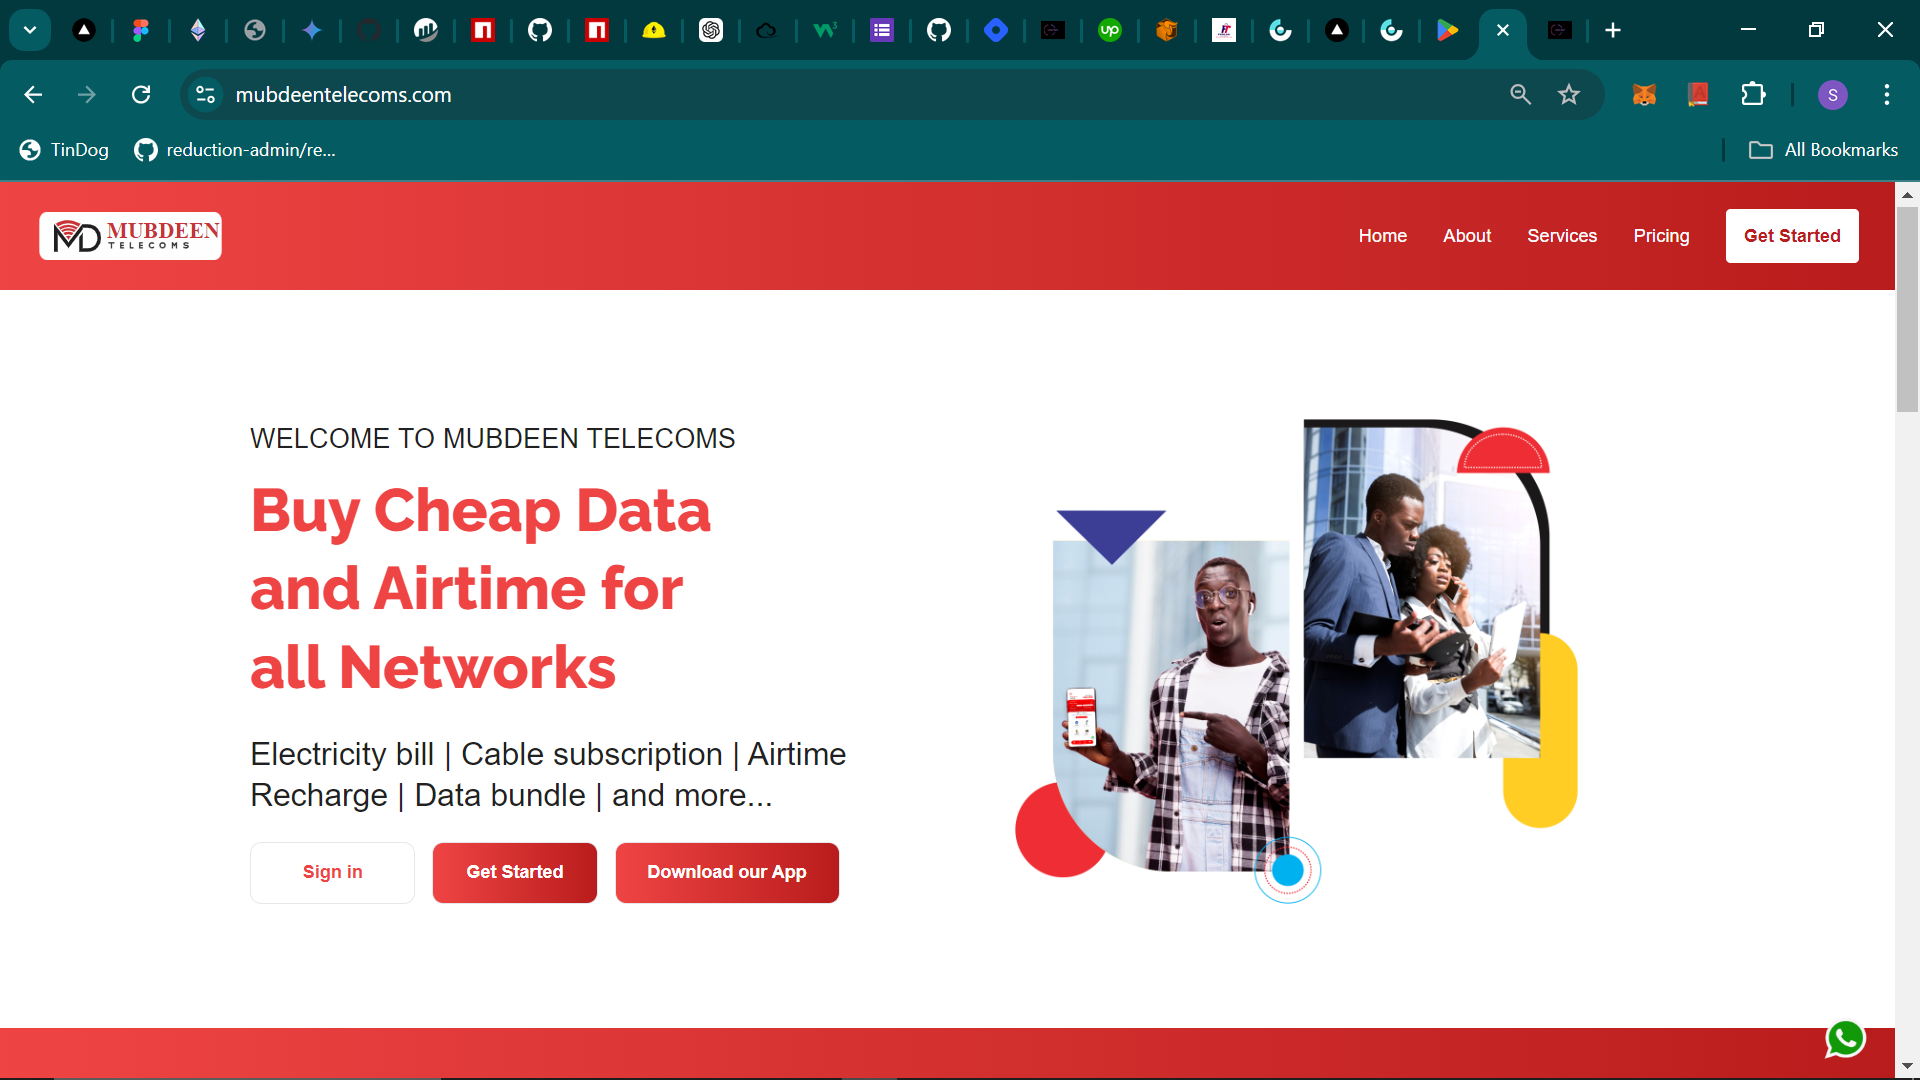 mubdeentelecoms.com
S
TinDog
reduction-admin/re...
All Bookmarks
MUBDEEN
TELECOMS
Home
About
Services
Pricing
Get Started
WELCOME TO MUBDEEN TELECOMS
Buy Cheap Data
and Airtime for
all Networks
Electricity bill | Cable subscription | Airtime
Recharge | Data bundle | and more...
Sign in
Get Started
Download our App